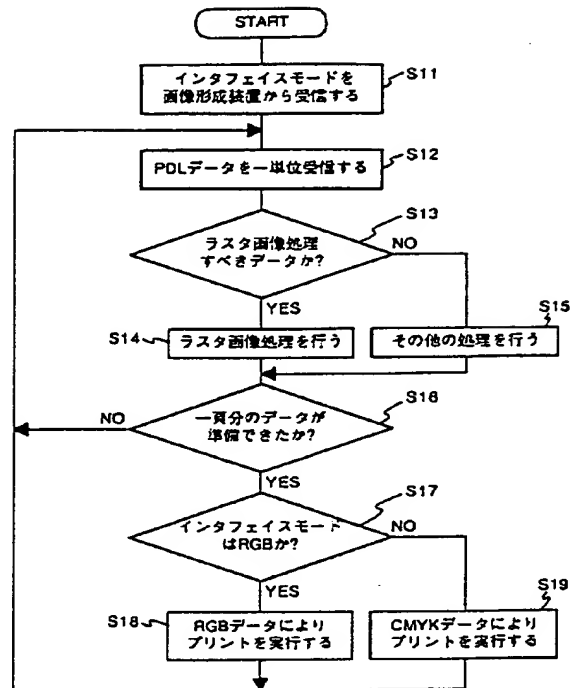 START
インタフェイスモードを
画像形成装置から受信する
S11
PDLデータを一単位受信する
S12
ラスタ画像処理
すべきデータか?
S13
NO
YES
S14
ラスタ画像処理を行う
その他の処理を行う
S15
一頁分のデータが
準備できたか?
S16
NO
YES
インタフェイスモード
はRGBか?
S17
NO
YES
S18
RGBデータにより
プリントを実行する
CMYKデータにより
プリントを実行する
S19